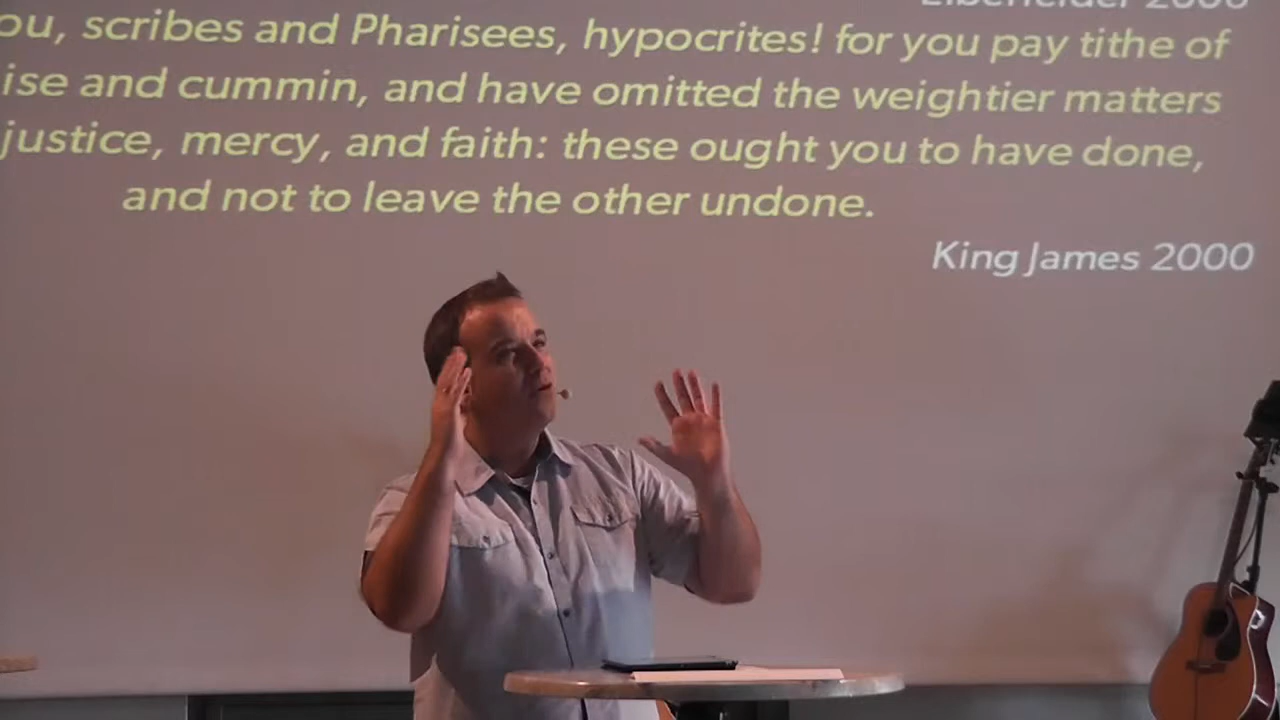 Elberfelder 2006
ou, scribes and Pharisees, hypocrites! for you pay tithe of
ise and cummin, and have omitted the weightier matters
justice, mercy, and faith: these ought you to have done,
and not to leave the other undone.
King James 2000